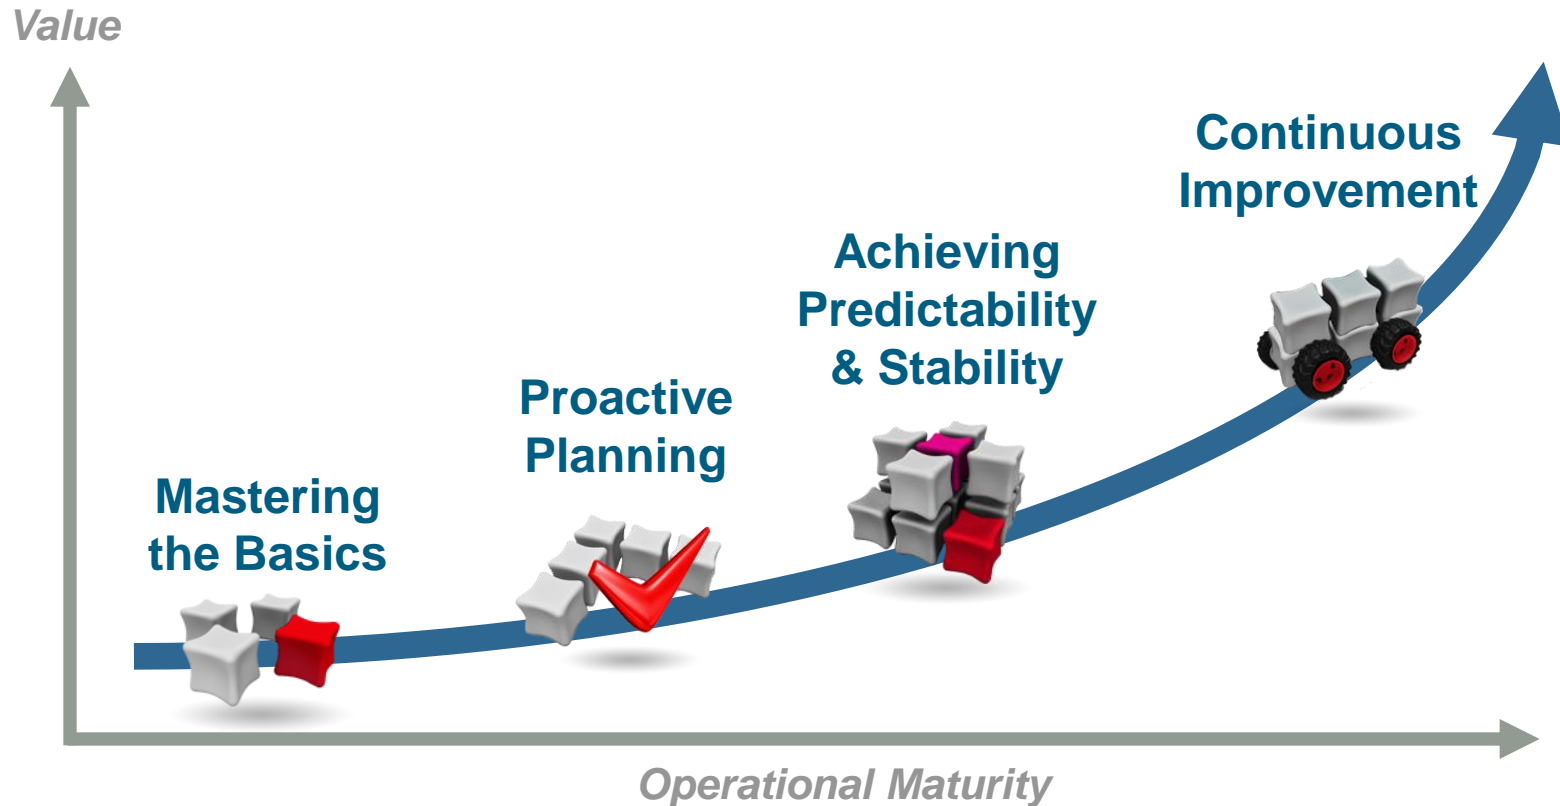 Value
Continuous
Improvement
Achieving
Predictability
& Stability
Proactive
Planning
Mastering
the Basics
Operational Maturity